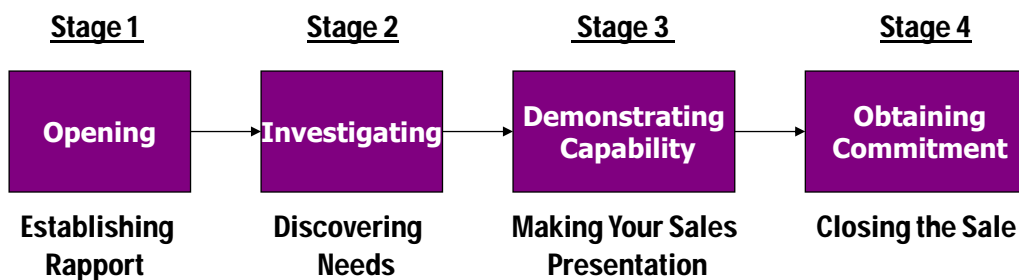 Stage 1
Stage 2
Stage 3
Stage 4
Opening
Investigating
Demonstrating
Capability
Obtaining
Commitment
Establishing
Rapport
Discovering
Needs
Making Your Sales
Presentation
Closing the Sale